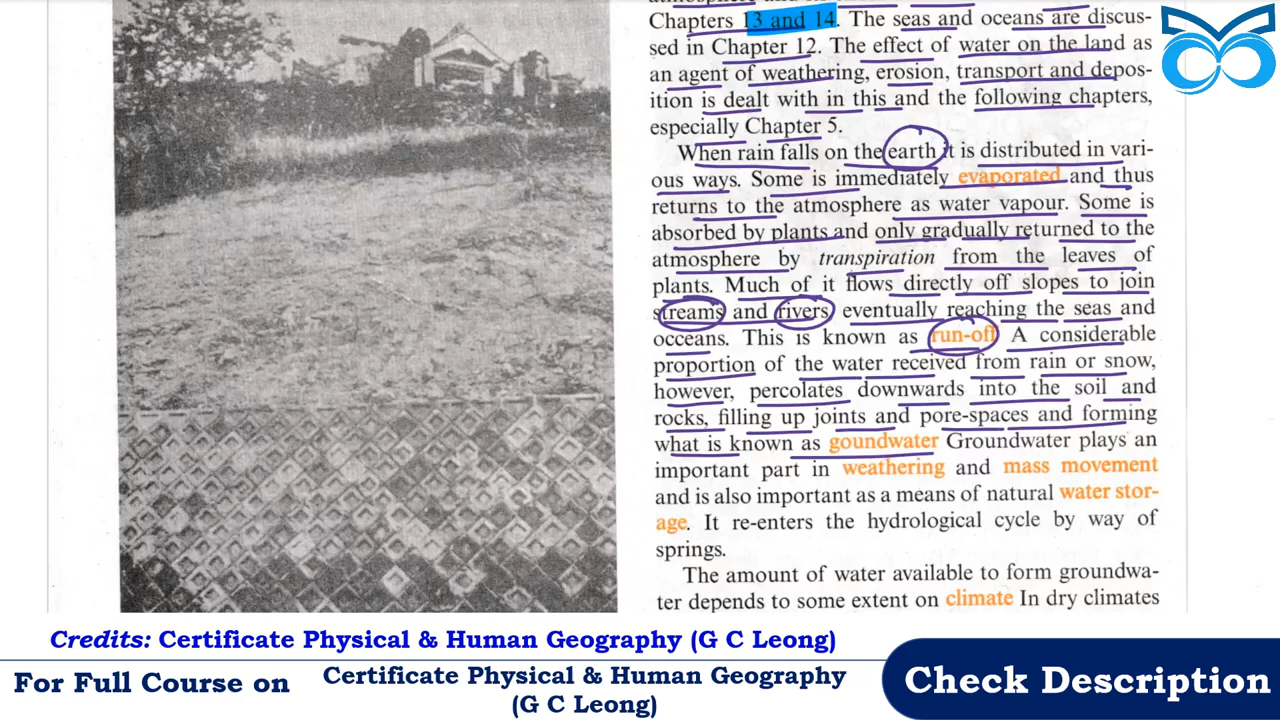 Chapters 13 and 14. The seas and oceans are discus-
sed in Chapter 12. The effect of water on the land as
an agent of weathering, erosion, transport and depos-
ition is dealt with in this and the following chapters,
especially Chapter 5.
When rain falls on the earth it is distributed in vari-
ous ways. Some is immediately evaporated and thus
returns to the atmosphere as water vapour. Some is
absorbed by plants and only gradually returned to the
atmosphere by transpiration from the leaves of
plants. Much of it flows directly off slopes to join
streams and rivers eventually reaching the seas and
occeans. This is known as run-off A considerable
proportion of the water received from rain or snow,
however, percolates downwards into the soil and
rocks, filling up joints and pore-spaces and forming
what is known as goundwater Groundwater plays an
important part in weathering and mass movement
and is also important as a means of natural water stor-
age. It re-enters the hydrological cycle by way of
springs.
The amount of water available to form groundwa-
ter depends to some extent on climate In dry climates
Credits: Certificate Physical & Human Geography (G C Leong)
For Full Course on
Certificate Physical & Human Geography
(G C Leong)
Check Description